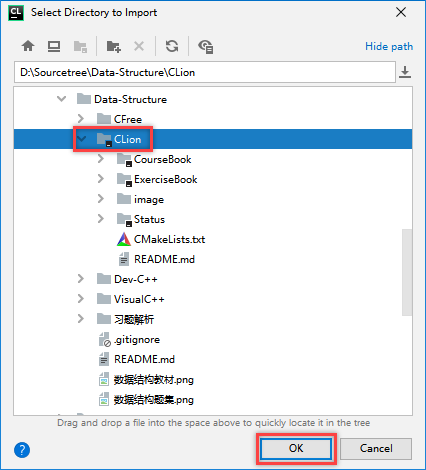 CL Select Directory to Import
Hide path
D:\Sourcetree\Data-Structure\CLion
Data-Structure
CFree
CLion
CourseBook
ExerciseBook
image
Status
CMakeLists.txt
README.md
Dev-C++
VisualC++
习题解析
.gitignore
README.md
数据结构教材.png
数据结构题集.png
Drag and drop a file into the space above to quickly locate it in the tree
? OK Cancel